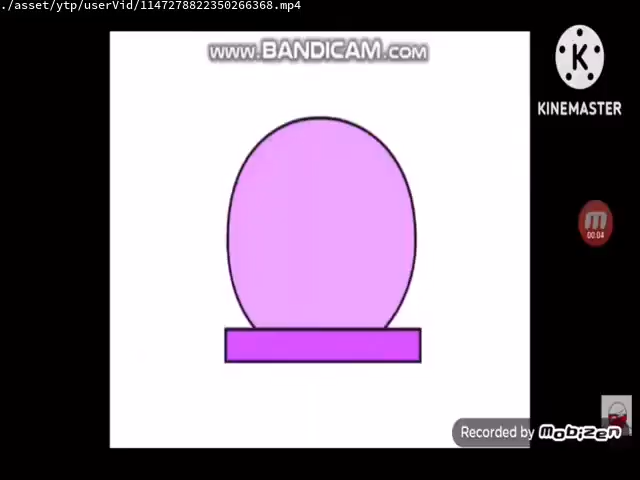 ./asset/ytp/userVid/1147278822350266368.mp4
www.BANDICAM.com
K
KINEMASTER
00:04
Recorded by Mobizen